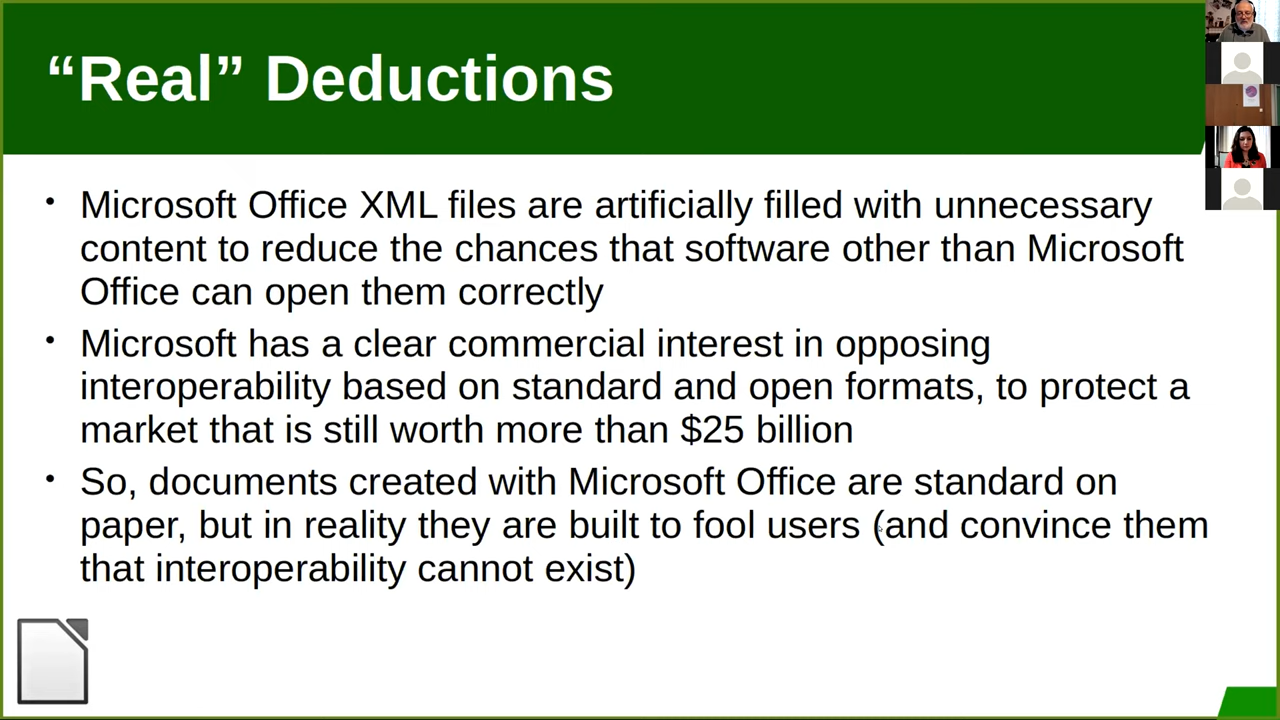 “Real” Deductions
• Microsoft Office XML files are artificially filled with unnecessary
content to reduce the chances that software other than Microsoft
Office can open them correctly
• Microsoft has a clear commercial interest in opposing
interoperability based on standard and open formats, to protect a
market that is still worth more than $25 billion
• So, documents created with Microsoft Office are standard on
paper, but in reality they are built to fool users (and convince them
that interoperability cannot exist)